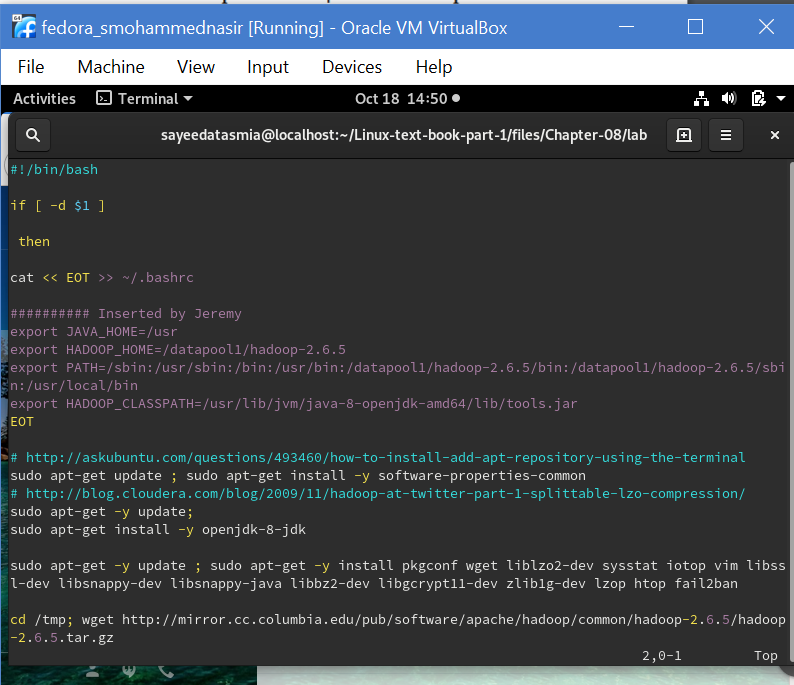 fedora_smohammednasir [Running] - Oracle VM VirtualBox
File Machine View Input Devices Help
Activities Terminal Oct 18 14:50
sayeedatasmia@localhost:~/Linux-text-book-part-1/files/Chapter-08/lab
#!/bin/bash
if [ -d $1 ]
then
cat << EOT >> ~/.bashrc
########## Inserted by Jeremy
export JAVA_HOME=/usr
export HADOOP_HOME=/datapool1/hadoop-2.6.5
export PATH=/sbin:/usr/sbin:/bin:/usr/bin:/datapool1/hadoop-2.6.5/bin:/datapool1/hadoop-2.6.5/sbi
n:/usr/local/bin
export HADOOP_CLASSPATH=/usr/lib/jvm/java-8-openjdk-amd64/lib/tools.jar
EOT
# http://askubuntu.com/questions/493460/how-to-install-add-apt-repository-using-the-terminal
sudo apt-get update ; sudo apt-get install -y software-properties-common
# http://blog.cloudera.com/blog/2009/11/hadoop-at-twitter-part-1-splittable-lzo-compression/
sudo apt-get -y update;
sudo apt-get install -y openjdk-8-jdk
sudo apt-get -y update ; sudo apt-get -y install pkgconf wget liblzo2-dev sysstat iotop vim libss
l-dev libsnappy-dev libsnappy-java libbz2-dev libgcrypt11-dev zlib1g-dev lzop htop fail2ban
cd /tmp; wget http://mirror.cc.columbia.edu/pub/software/apache/hadoop/common/hadoop-2.6.5/hadoop
-2.6.5.tar.gz
2,0-1 Top